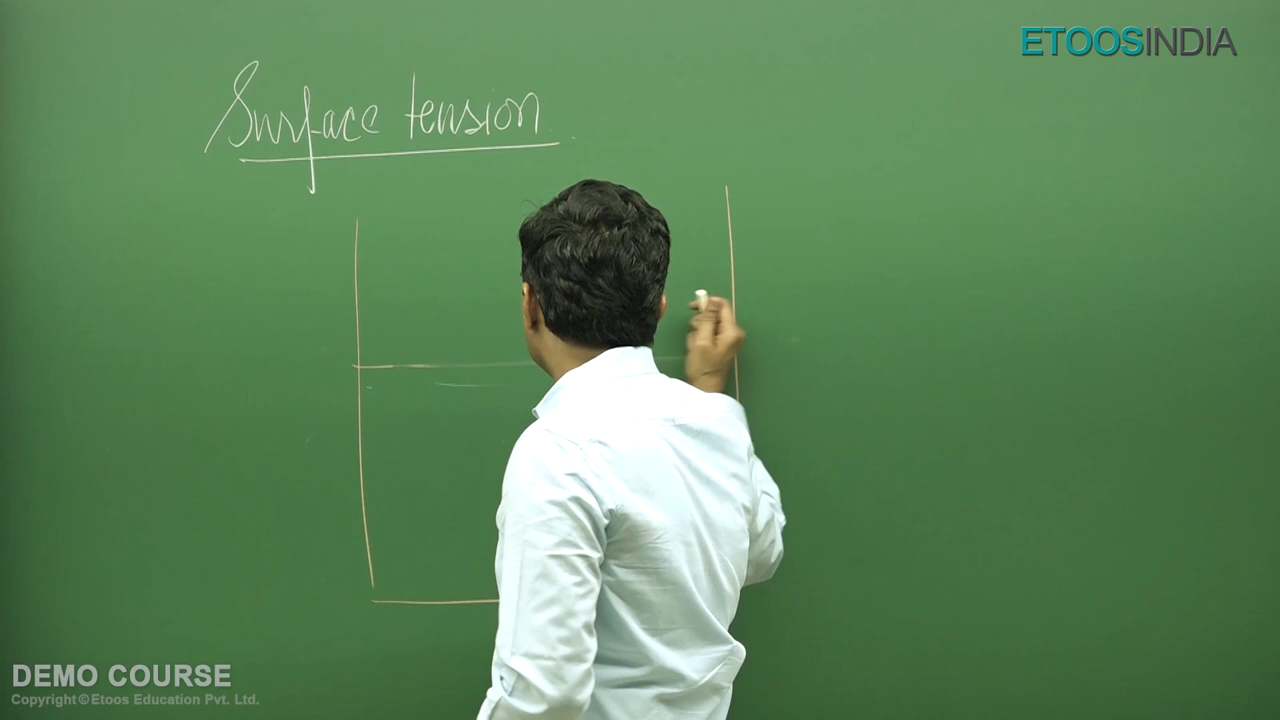 ETOOSINDIA
Surface tension
DEMO COURSE
Copyright © Etoos Education Pvt. Ltd.